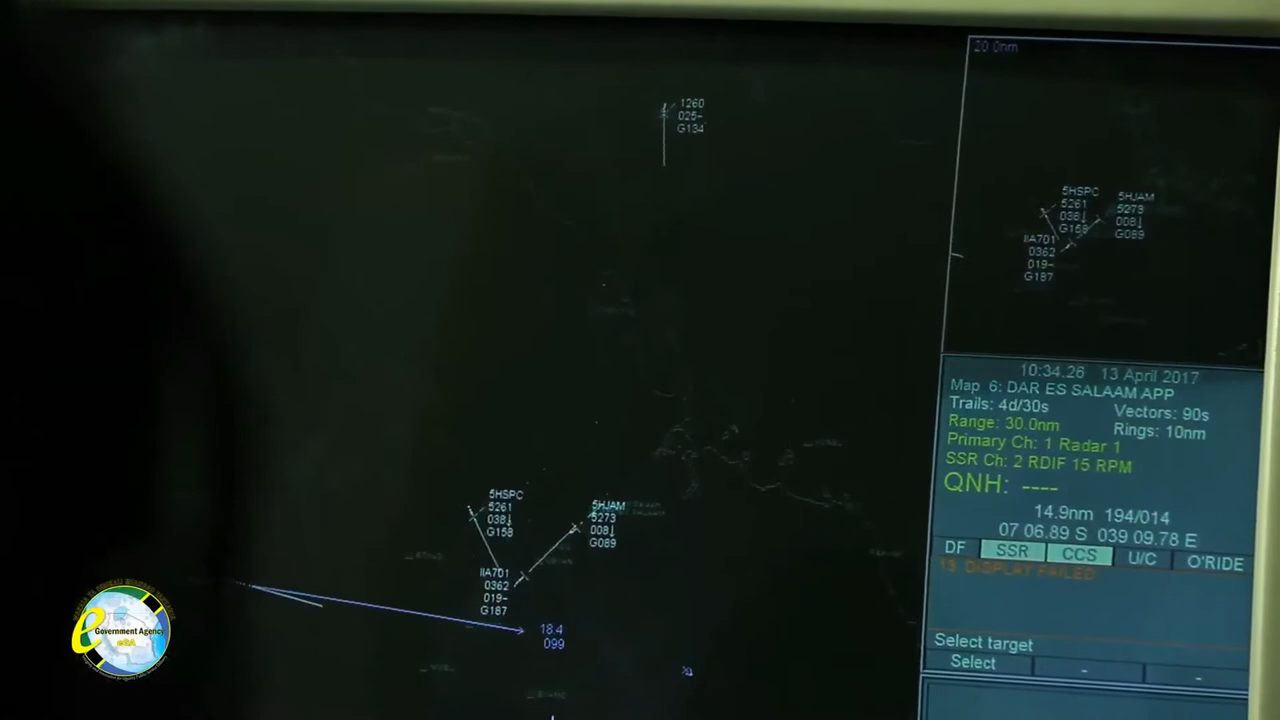 1260
025-
G134
5HSPC
5261
038↓
G158
5HJAM
5273
008↓
G089
IIA701
0362
019-
G187
18.4
099
e Government Agency
eGA
20.0nm
5HSPC
5261
038↓
G158
5HJAM
5273
008↓
G089
IIA701
0362
019-
G187
10:34.26 13 April 2017
Map 6: DAR ES SALAAM APP
Trails: 4d/30s Vectors: 90s
Range: 30.0nm Rings: 10nm
Primary Ch: 1 Radar 1
SSR Ch: 2 RDIF 15 RPM
QNH: ----
14.9nm 194/014
07 06.89 S 039 09.78 E
DF SSR CCS U/C O'RIDE
DISPLAY FAILED
Select target
Select - -